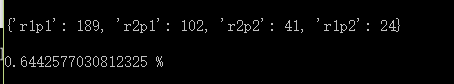 {'r1p1': 189, 'r2p1': 102, 'r2p2': 41, 'r1p2': 24}
0.6442577030812325 %